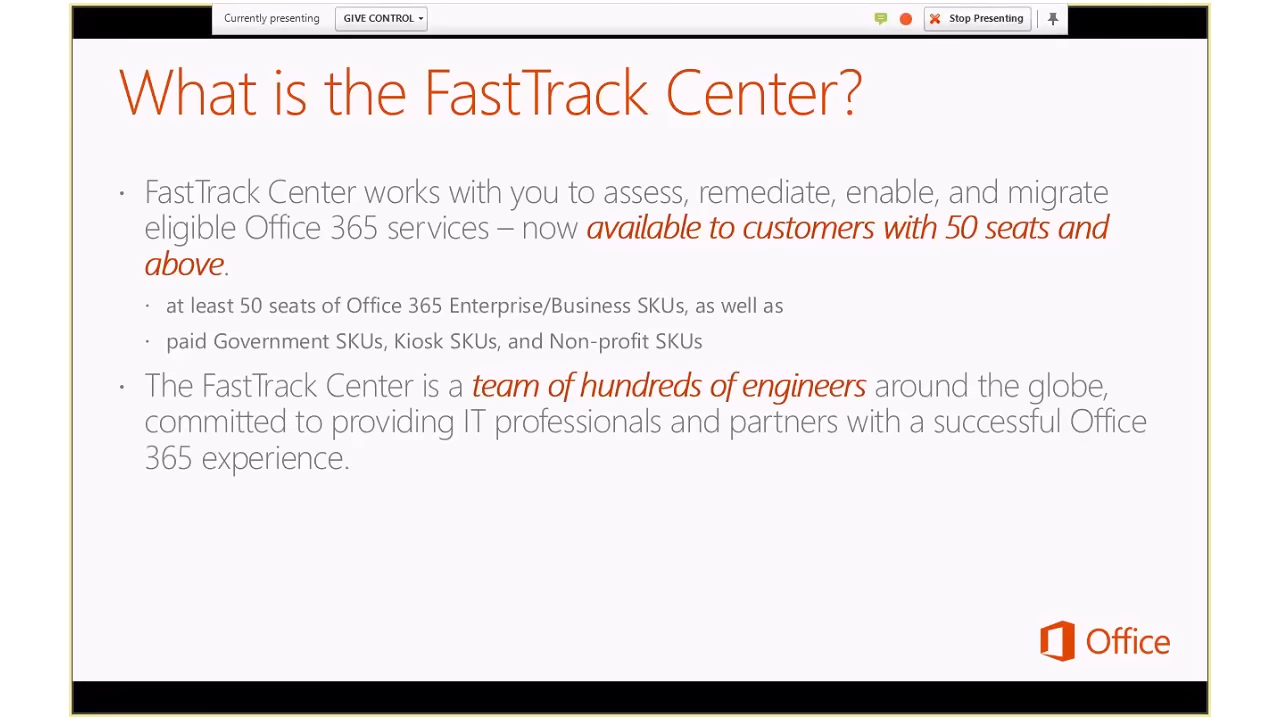 Currently presenting GIVE CONTROL Stop Presenting
What is the FastTrack Center?
· FastTrack Center works with you to assess, remediate, enable, and migrate
eligible Office 365 services – now available to customers with 50 seats and
above.
· at least 50 seats of Office 365 Enterprise/Business SKUs, as well as
· paid Government SKUs, Kiosk SKUs, and Non-profit SKUs
· The FastTrack Center is a team of hundreds of engineers around the globe,
committed to providing IT professionals and partners with a successful Office
365 experience.
Office